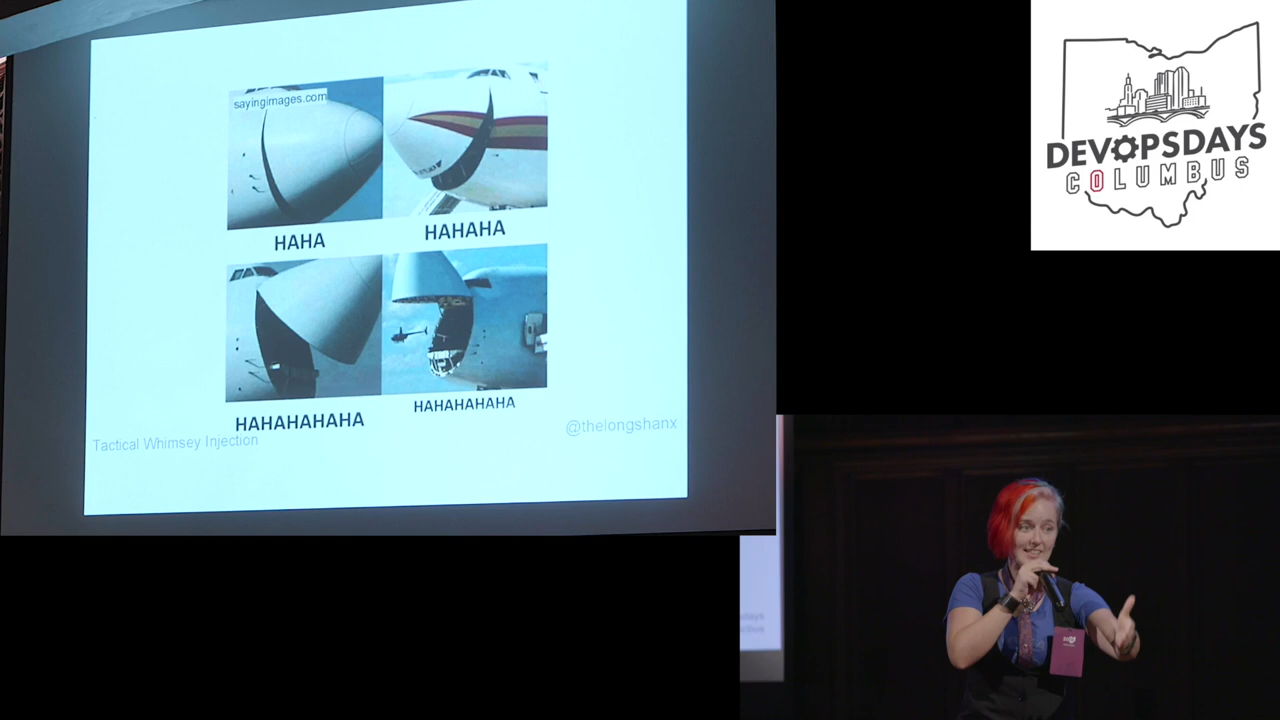 sayingimages.com
HAHA
HAHAHA
HAHAHAHAHA
HAHAHAHAHA
Tactical Whimsey Injection
@thelongshanx
DEVOPSDAYS
COLUMBUS